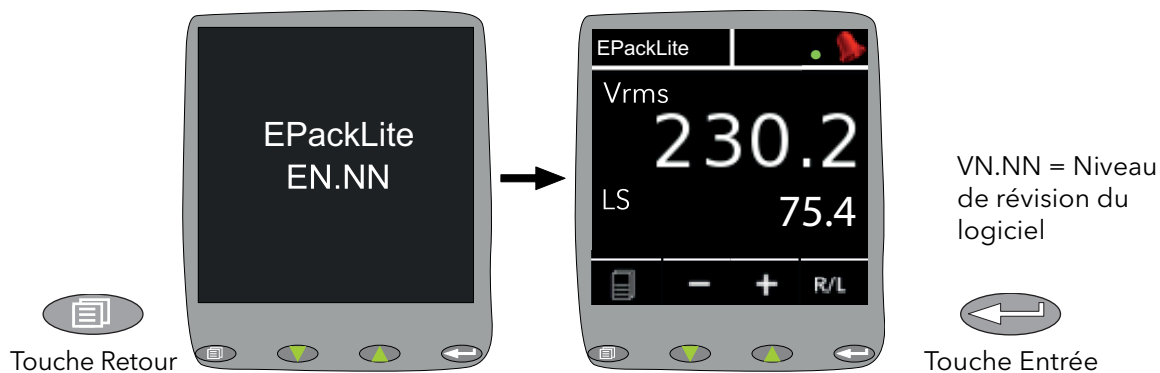 EPackLite
EN.NN
EPackLite
Vrms
230.2
LS
75.4
R/L
VN.NN = Niveau
de révision du
logiciel
Touche Retour
Touche Entrée